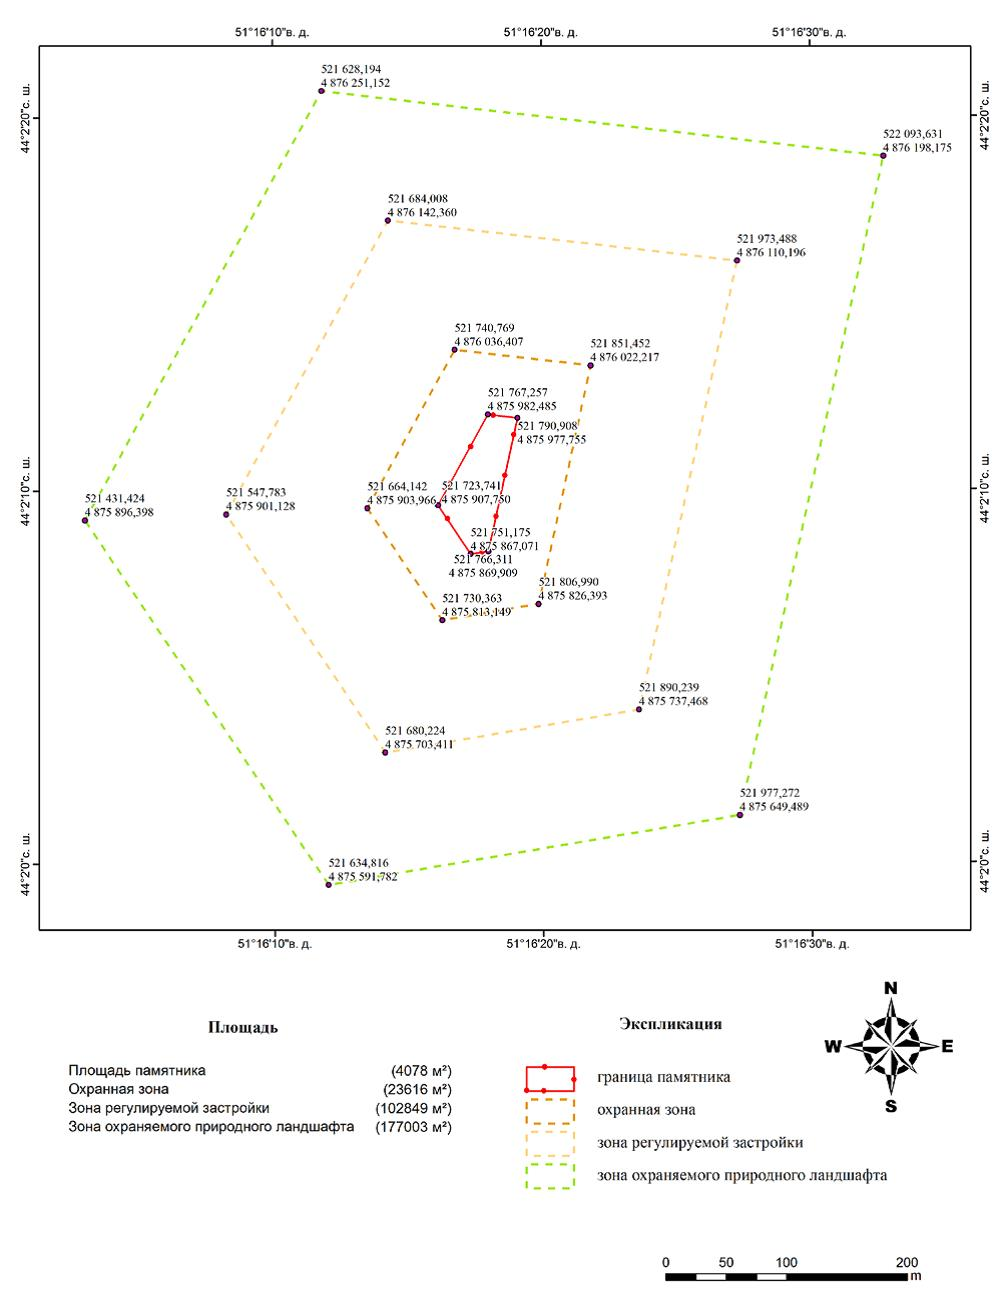 51°16'10"в. д.
51°16'20"в. д.
51°16'30"в. д.
44°2'20"с. ш.
44°2'20"с. ш.
521 628,194
4 876 251,152
522 093,631
4 876 198,175
521 684,008
4 876 142,360
521 973,488
4 876 110,196
521 740,769
4 876 036,407
521 851,452
4 876 022,217
521 767,257
4 875 982,485
521 790,908
4 875 977,755
44°2'10"с. ш.
44°2'10"с. ш.
521 431,424
4 875 896,398
521 547,783
4 875 901,128
521 664,142
4 875 903,966
521 723,741
4 875 907,750
521 751,175
4 875 867,071
521 766,311
4 875 869,909
521 806,990
4 875 826,393
521 730,363
4 875 813,149
521 890,239
4 875 737,468
521 680,224
4 875 703,411
521 977,272
4 875 649,489
521 634,816
4 875 591,782
44°2'0"с. ш.
44°2'0"с. ш.
51°16'10"в. д.
51°16'20"в. д.
51°16'30"в. д.
Площадь
Площадь памятника (4078 м²)
Охранная зона (23616 м²)
Зона регулируемой застройки (102849 м²)
Зона охраняемого природного ландшафта (177003 м²)
Экспликация
граница памятника
охранная зона
зона регулируемой застройки
зона охраняемого природного ландшафта
N
W E
S
0 50 100 200
m